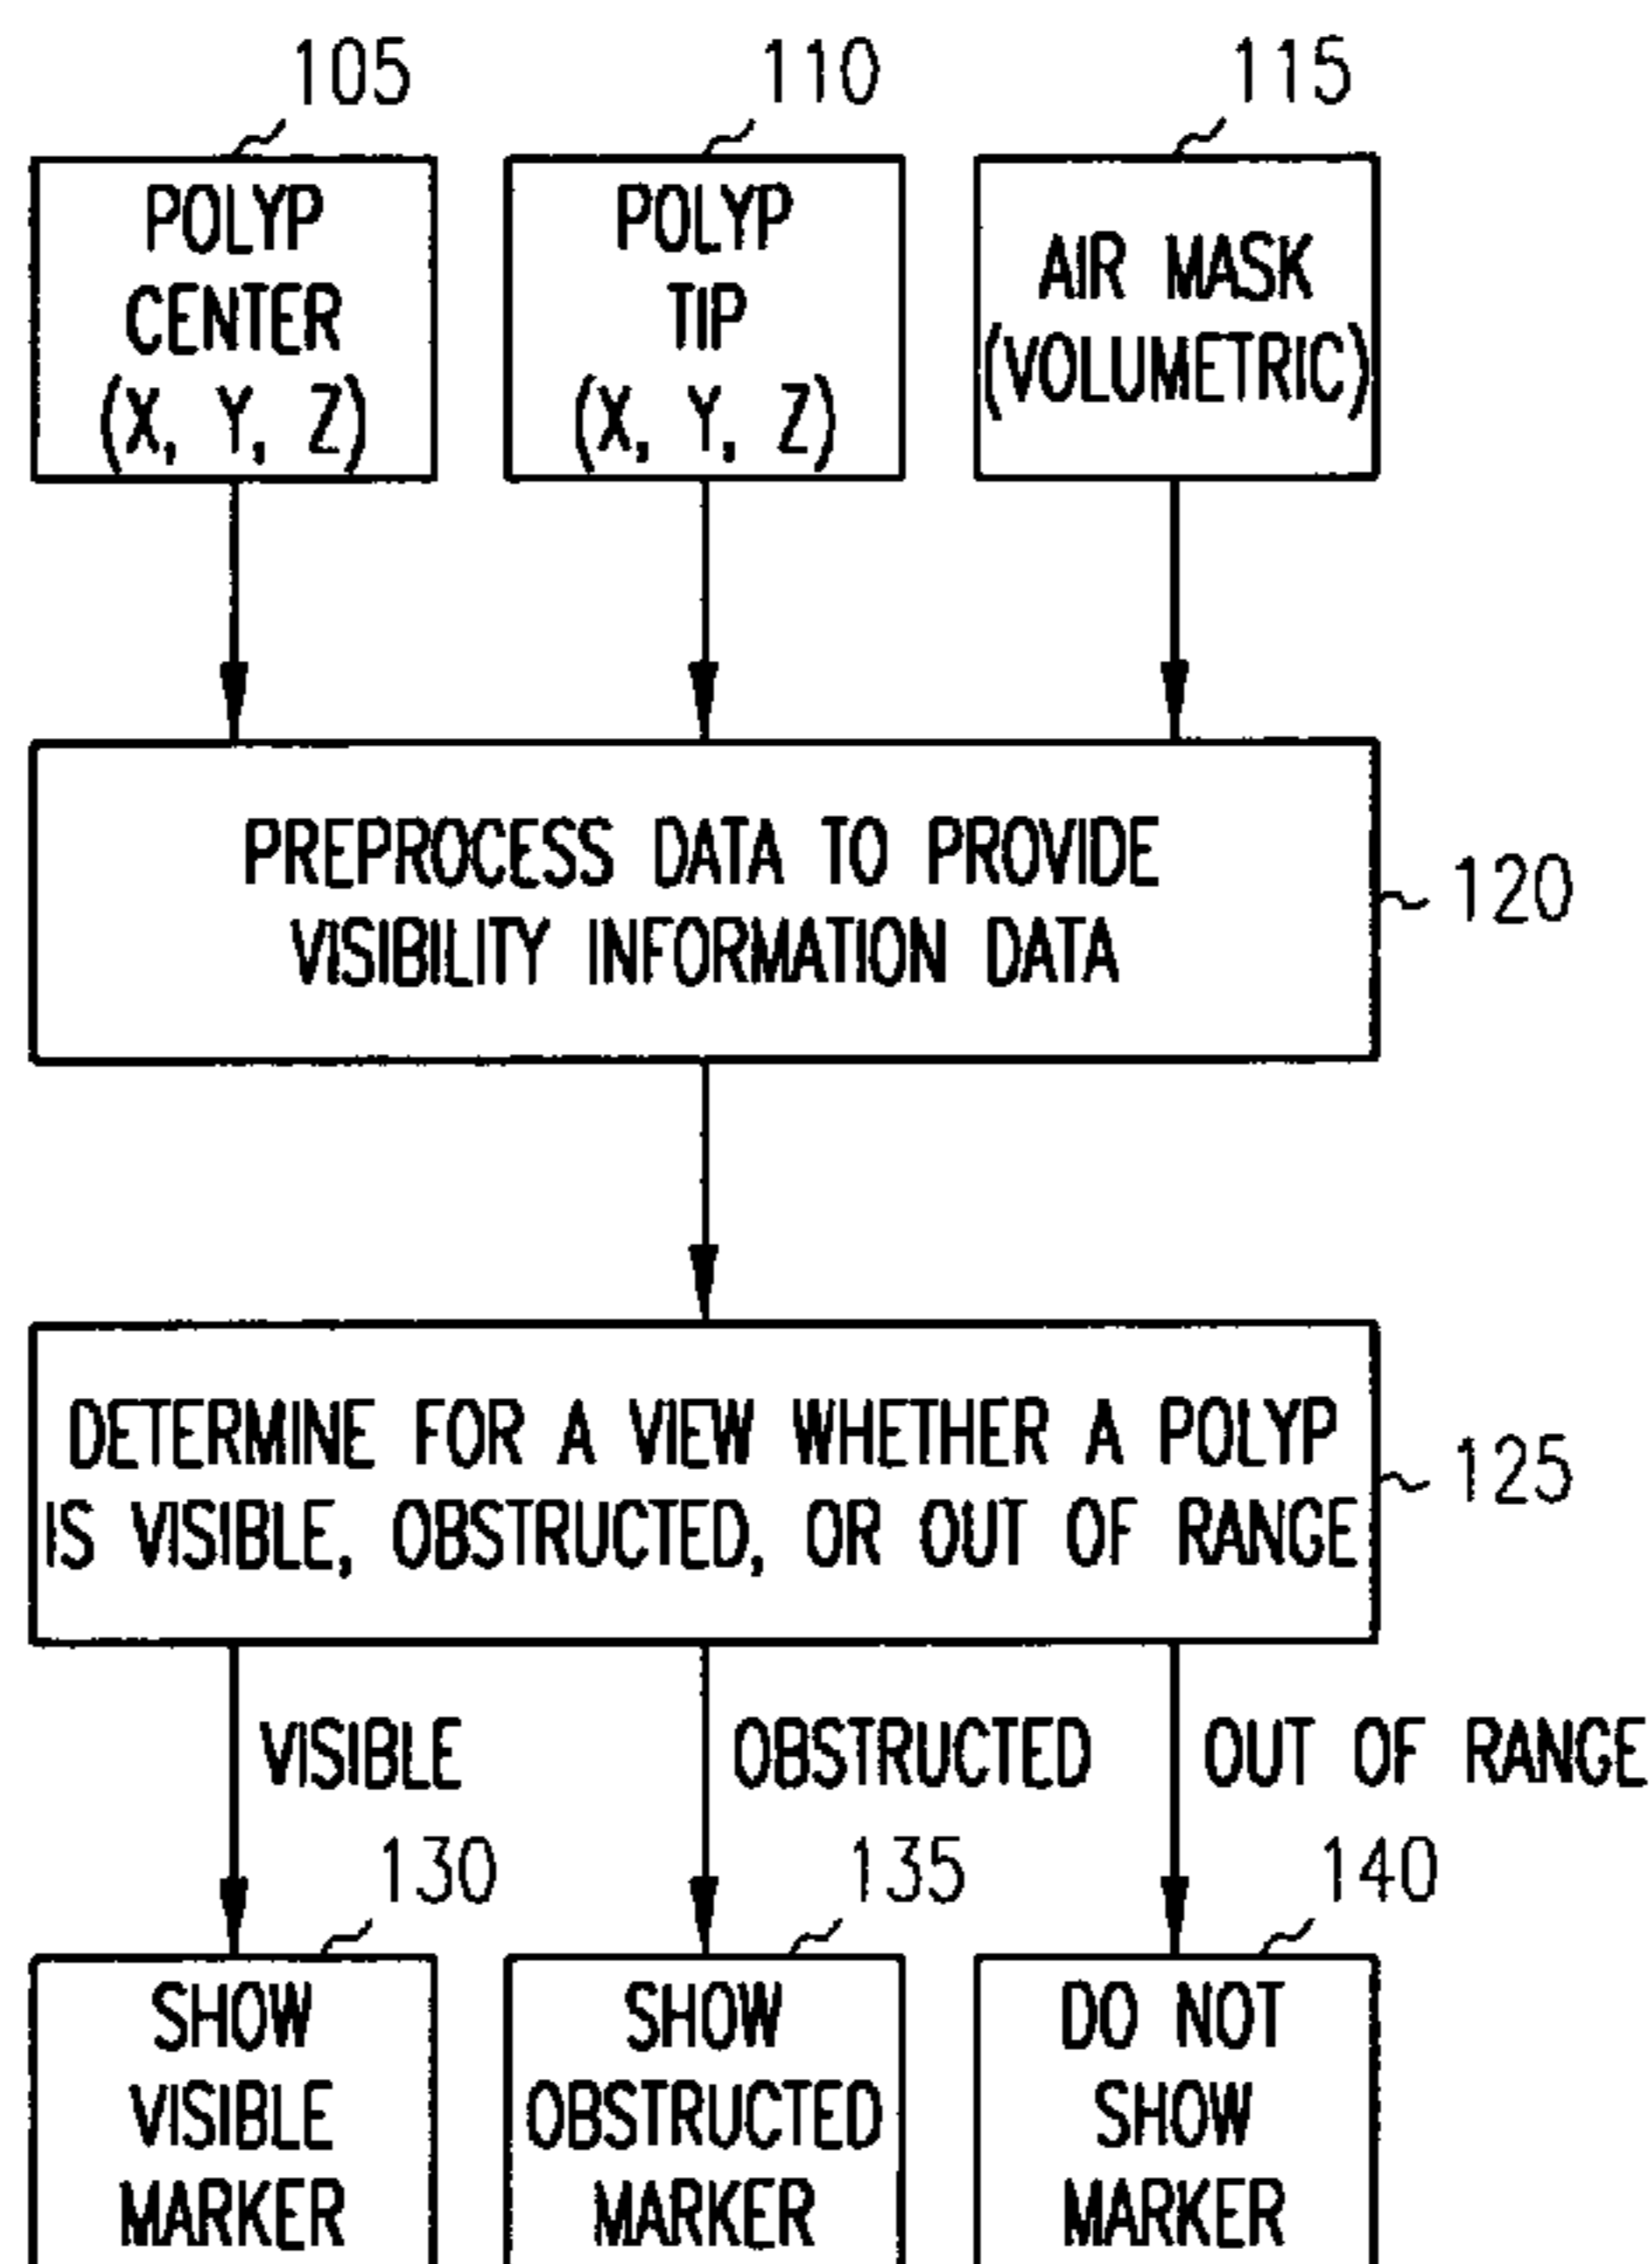 105
110
115
POLYP
CENTER
(X, Y, Z)
POLYP
TIP
(X, Y, Z)
AIR MASK
(VOLUMETRIC)
PREPROCESS DATA TO PROVIDE
VISIBILITY INFORMATION DATA
120
DETERMINE FOR A VIEW WHETHER A POLYP
IS VISIBLE, OBSTRUCTED, OR OUT OF RANGE
125
VISIBLE
OBSTRUCTED
OUT OF RANGE
130
135
140
SHOW
VISIBLE
MARKER
SHOW
OBSTRUCTED
MARKER
DO NOT
SHOW
MARKER